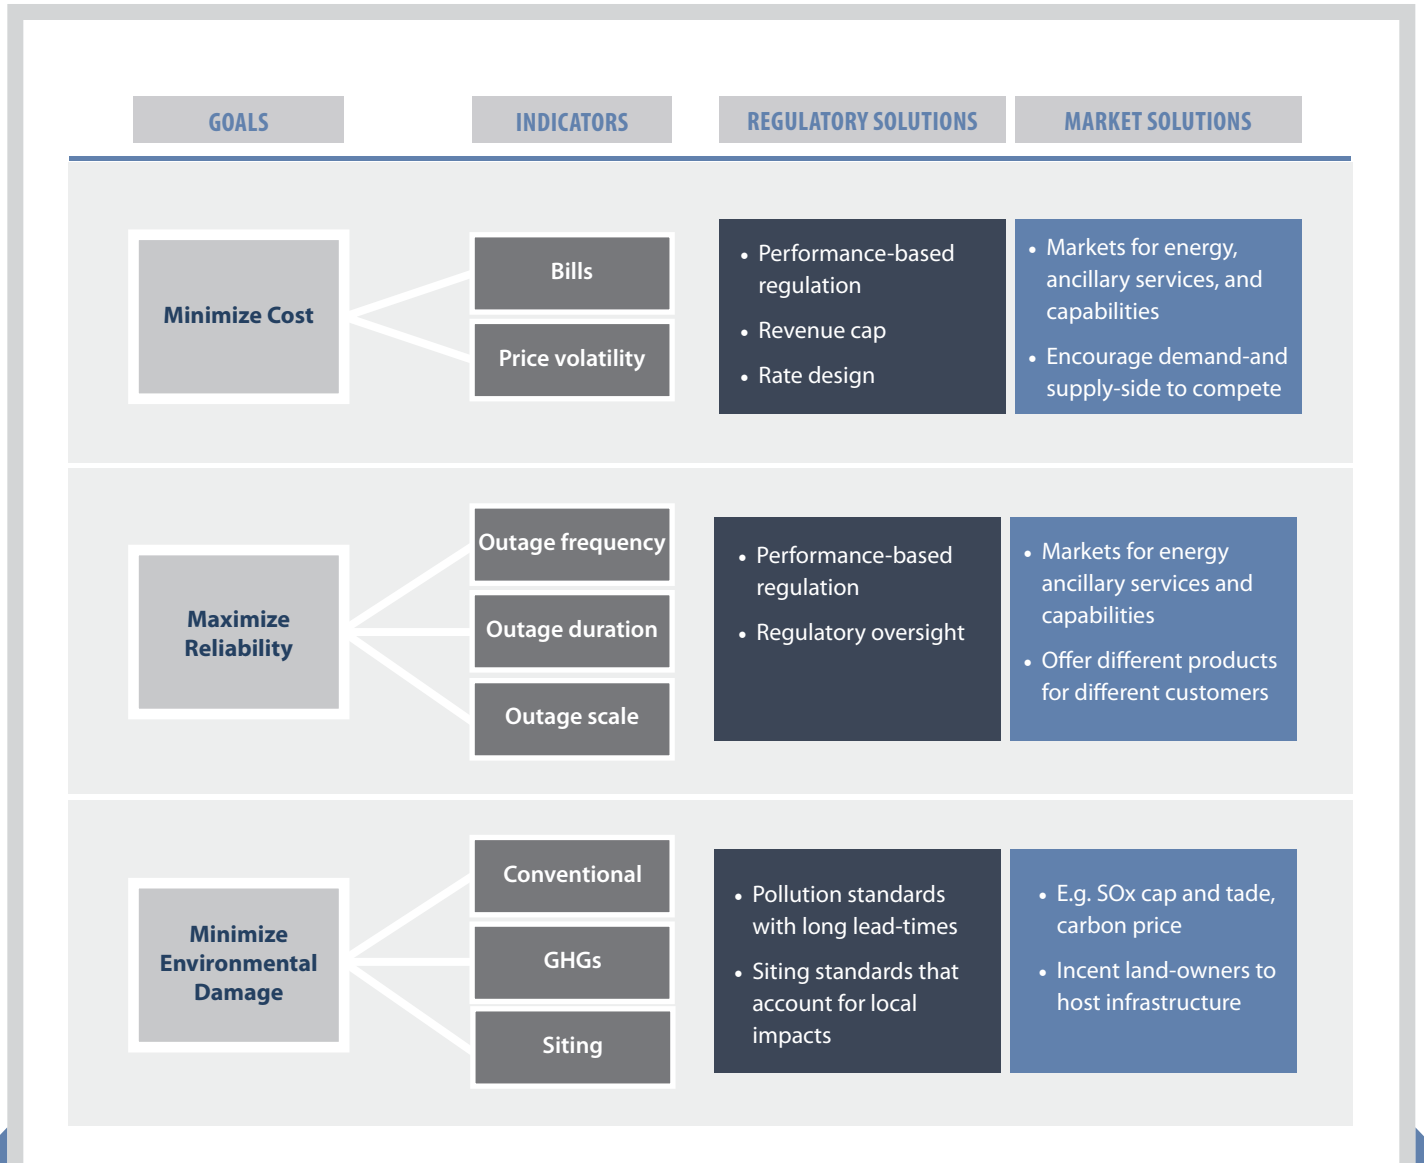 GOALS
INDICATORS
REGULATORY SOLUTIONS
MARKET SOLUTIONS
Minimize Cost
Bills
Price volatility
• Performance-based
regulation
• Revenue cap
• Rate design
• Markets for energy,
ancillary services, and
capabilities
• Encourage demand-and
supply-side to compete
Maximize
Reliability
Outage frequency
Outage duration
Outage scale
• Performance-based
regulation
• Regulatory oversight
• Markets for energy
ancillary services and
capabilities
• Offer different products
for different customers
Minimize
Environmental
Damage
Conventional
GHGs
Siting
• Pollution standards
with long lead-times
• Siting standards that
account for local
impacts
• E.g. SOx cap and tade,
carbon price
• Incent land-owners to
host infrastructure